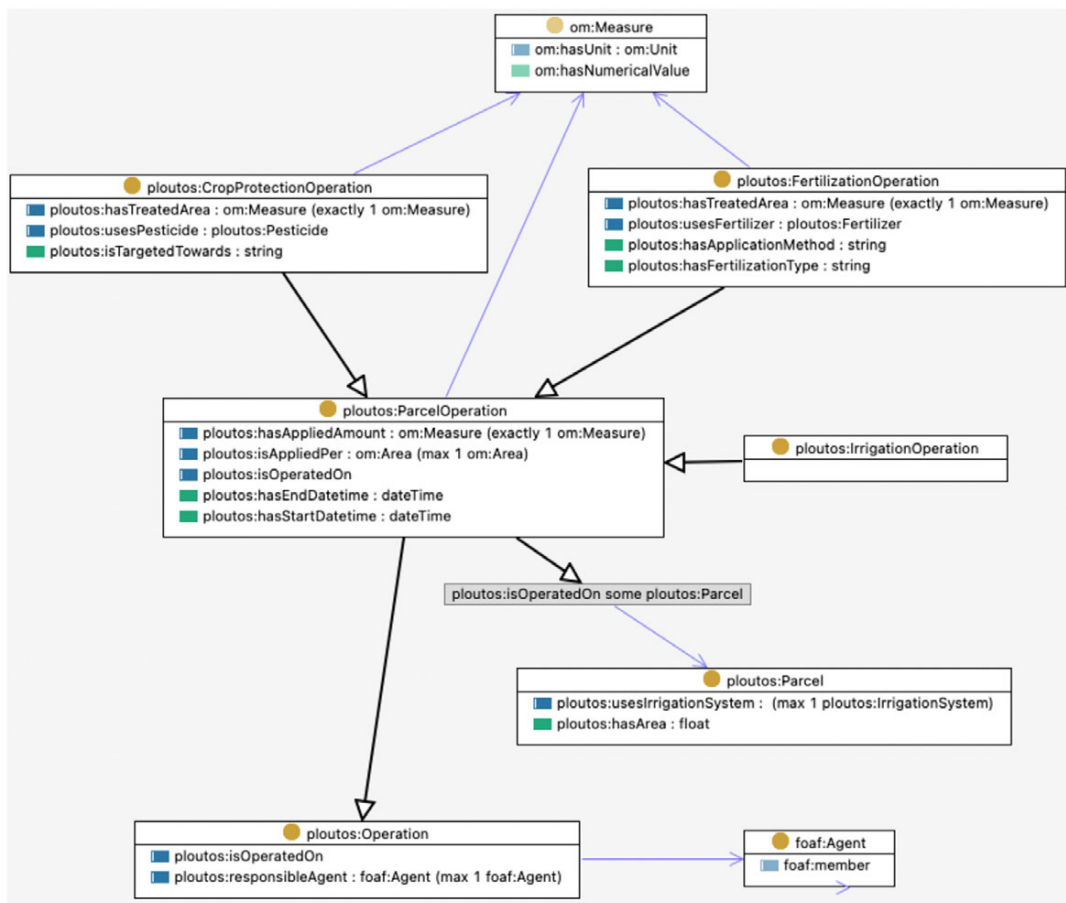 om:Measure
om:hasUnit : om:Unit
om:hasNumericalValue
ploutos:CropProtectionOperation
ploutos:hasTreatedArea : om:Measure (exactly 1 om:Measure)
ploutos:usesPesticide : ploutos:Pesticide
ploutos:isTargetedTowards : string
ploutos:FertilizationOperation
ploutos:hasTreatedArea : om:Measure (exactly 1 om:Measure)
ploutos:usesFertilizer : ploutos:Fertilizer
ploutos:hasApplicationMethod : string
ploutos:hasFertilizationType : string
ploutos:ParcelOperation
ploutos:hasAppliedAmount : om:Measure (exactly 1 om:Measure)
ploutos:isAppliedPer : om:Area (max 1 om:Area)
ploutos:isOperatedOn
ploutos:hasEndDatetime : dateTime
ploutos:hasStartDatetime : dateTime
ploutos:IrrigationOperation
ploutos:isOperatedOn some ploutos:Parcel
ploutos:Parcel
ploutos:usesIrrigationSystem : (max 1 ploutos:IrrigationSystem)
ploutos:hasArea : float
ploutos:Operation
ploutos:isOperatedOn
ploutos:responsibleAgent : foaf:Agent (max 1 foaf:Agent)
foaf:Agent
foaf:member